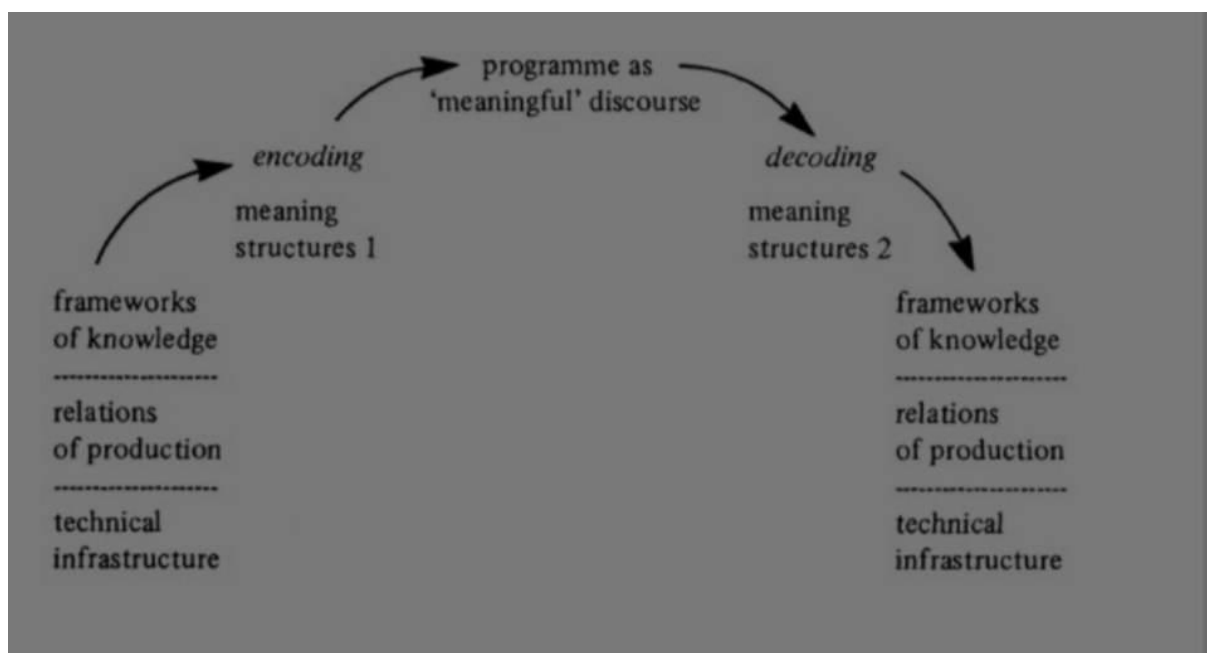 programme as
‘meaningful’ discourse
encoding
decoding
meaning
structures 1
meaning
structures 2
frameworks
of knowledge
relations
of production
technical
infrastructure
frameworks
of knowledge
relations
of production
technical
infrastructure